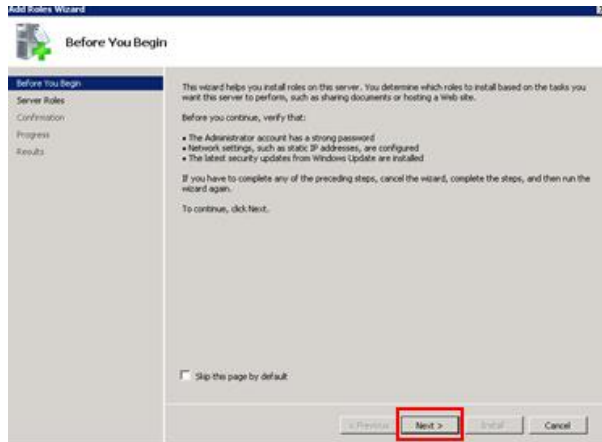 Add Roles Wizard
Before You Begin
Before You Begin
Server Roles
Confirmation
Progress
Results
This wizard helps you install roles on this server. You determine which roles to install based on the tasks you
want this server to perform, such as sharing documents or hosting a Web site.
Before you continue, verify that:
• The Administrator account has a strong password
• Network settings, such as static IP addresses, are configured
• The latest security updates from Windows Update are installed
If you have to complete any of the preceding steps, cancel the wizard, complete the steps, and then run the
wizard again.
To continue, click Next.
Skip this page by default
< Previous Next > Install Cancel